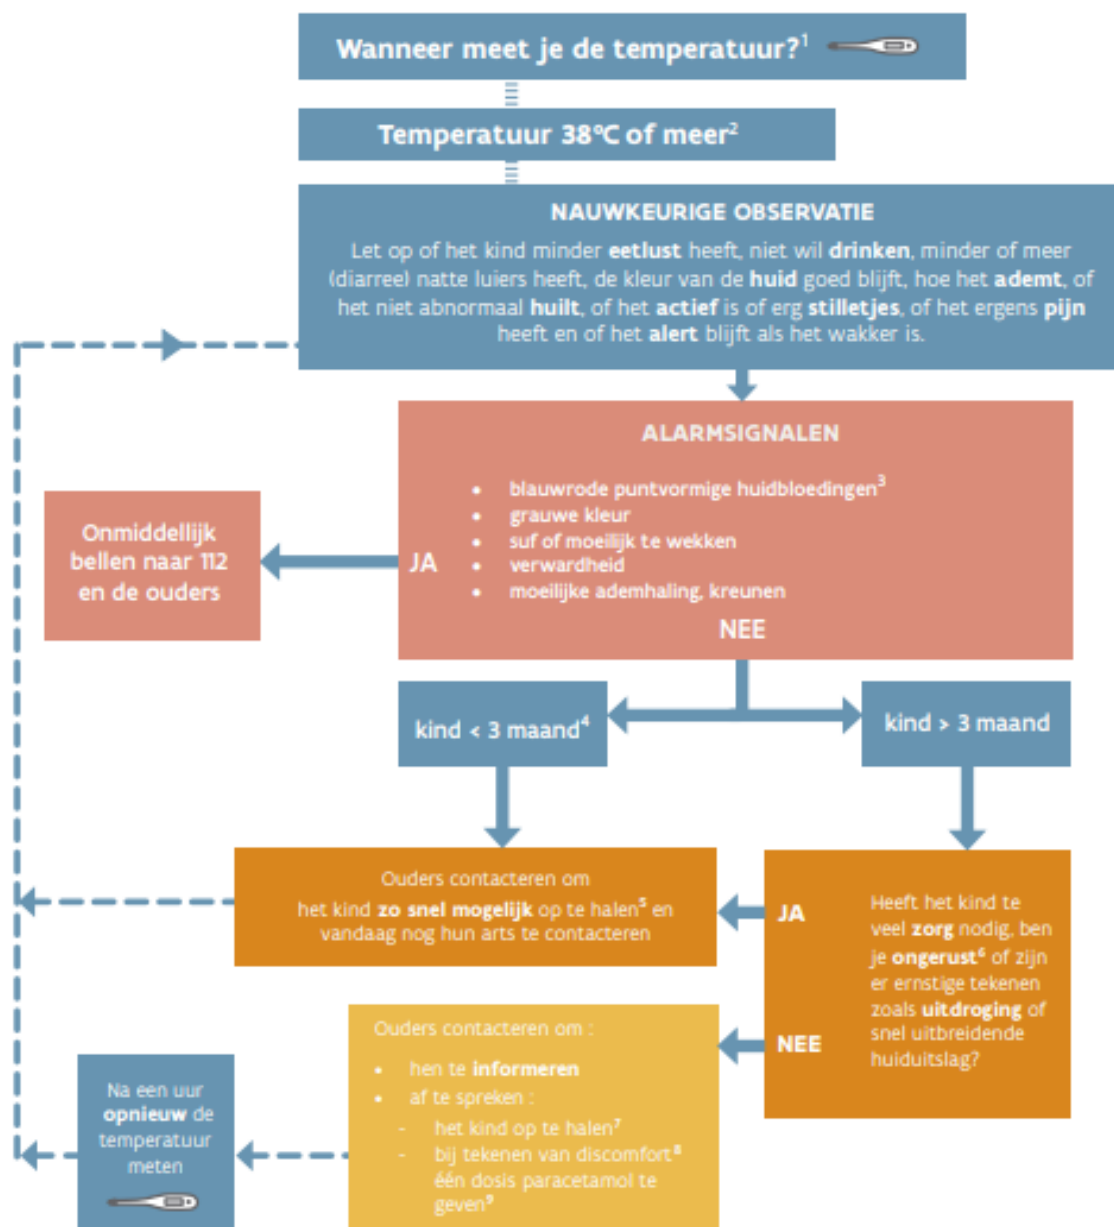 Wanneer meet je de temperatuur?¹
Temperatuur 38°C of meer²
NAUWKEURIGE OBSERVATIE
Let op of het kind minder eetlust heeft, niet wil drinken, minder of meer
(diarree) natte luiers heeft, de kleur van de huid goed blijft, hoe het ademt, of
het niet abnormaal huilt, of het actief is of erg stilletjes, of het ergens pijn
heeft en of het alert blijft als het wakker is.
ALARMSIGNALEN
• blauwrode puntvormige huidbloedingen³
• grauwe kleur
• suf of moeilijk te wekken
• verwardheid
• moeilijke ademhaling, kreunen
JA
NEE
Onmiddellijk
bellen naar 112
en de ouders
kind < 3 maand⁴
kind > 3 maand
Ouders contacteren om
het kind zo snel mogelijk op te halen⁵ en
vandaag nog hun arts te contacteren
JA
NEE
Heeft het kind te
veel zorg nodig, ben
je ongerust⁶ of zijn
er ernstige tekenen
zoals uitdroging of
snel uitbreidende
huiduitslag?
Ouders contacteren om :
• hen te informeren
• af te spreken :
- het kind op te halen⁷
- bij tekenen van discomfort⁸
één dosis paracetamol te
geven⁹
Na een uur
opnieuw de
temperatuur
meten